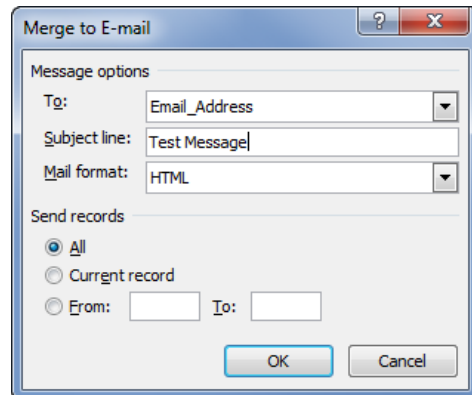 Merge to E-mail
Message options
To: Email_Address
Subject line: Test Message
Mail format: HTML
Send records
All
Current record
From: To:
OK Cancel